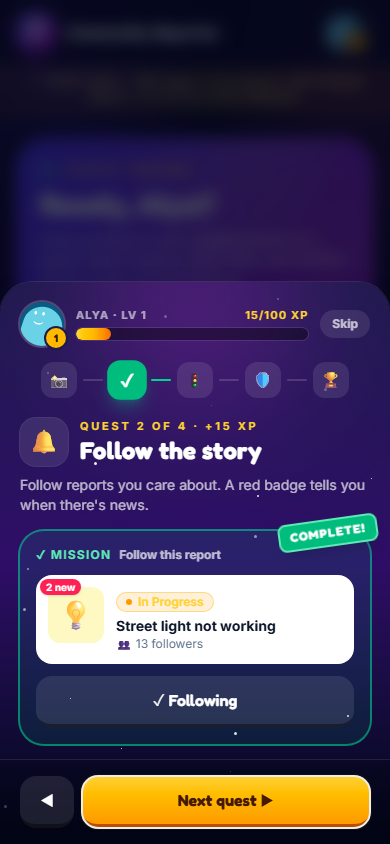 ALYA · LV 1
15/100 XP
1
Skip
QUEST 2 OF 4 · +15 XP
Follow the story
Follow reports you care about. A red badge tells you
when there's news.
COMPLETE!
✓ MISSION Follow this report
2 new
In Progress
Street light not working
13 followers
✓ Following
Next quest ▶